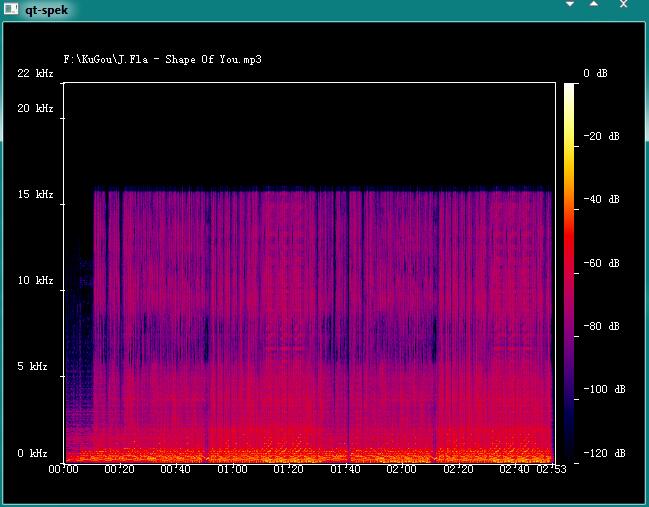 qt-spek
F:\KuGou\J.Fla - Shape Of You.mp3
22 kHz
20 kHz
15 kHz
10 kHz
5 kHz
0 kHz
0 dB
-20 dB
-40 dB
-60 dB
-80 dB
-100 dB
-120 dB
00:00 00:20 00:40 01:00 01:20 01:40 02:00 02:20 02:40 02:53